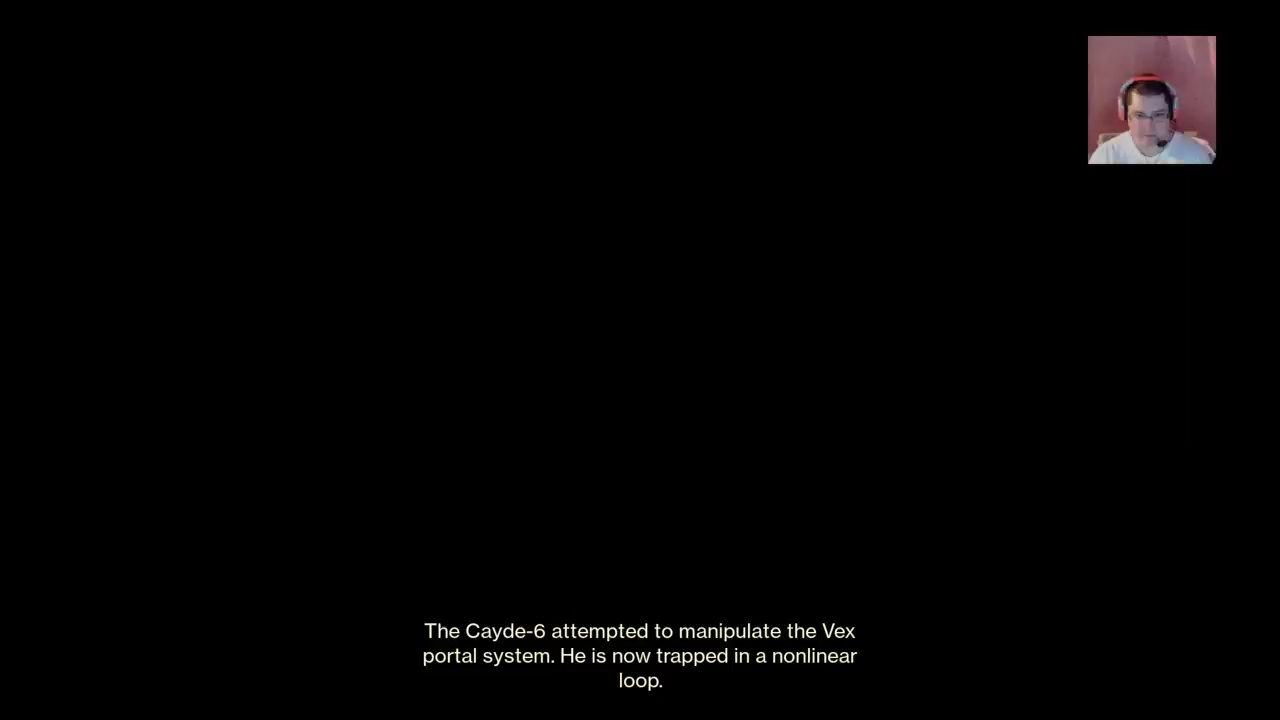 The Cayde-6 attempted to manipulate the Vex
portal system. He is now trapped in a nonlinear
loop.